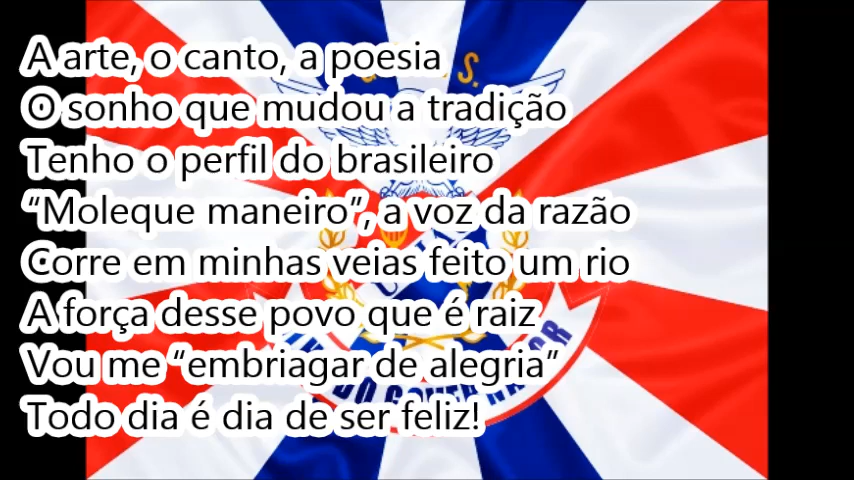 A arte, o canto, a poesia
O sonho que mudou a tradição
Tenho o perfil do brasileiro
“Moleque maneiro”, a voz da razão
Corre em minhas veias feito um rio
A força desse povo que é raiz
Vou me “embriagar de alegria”
Todo dia é dia de ser feliz!